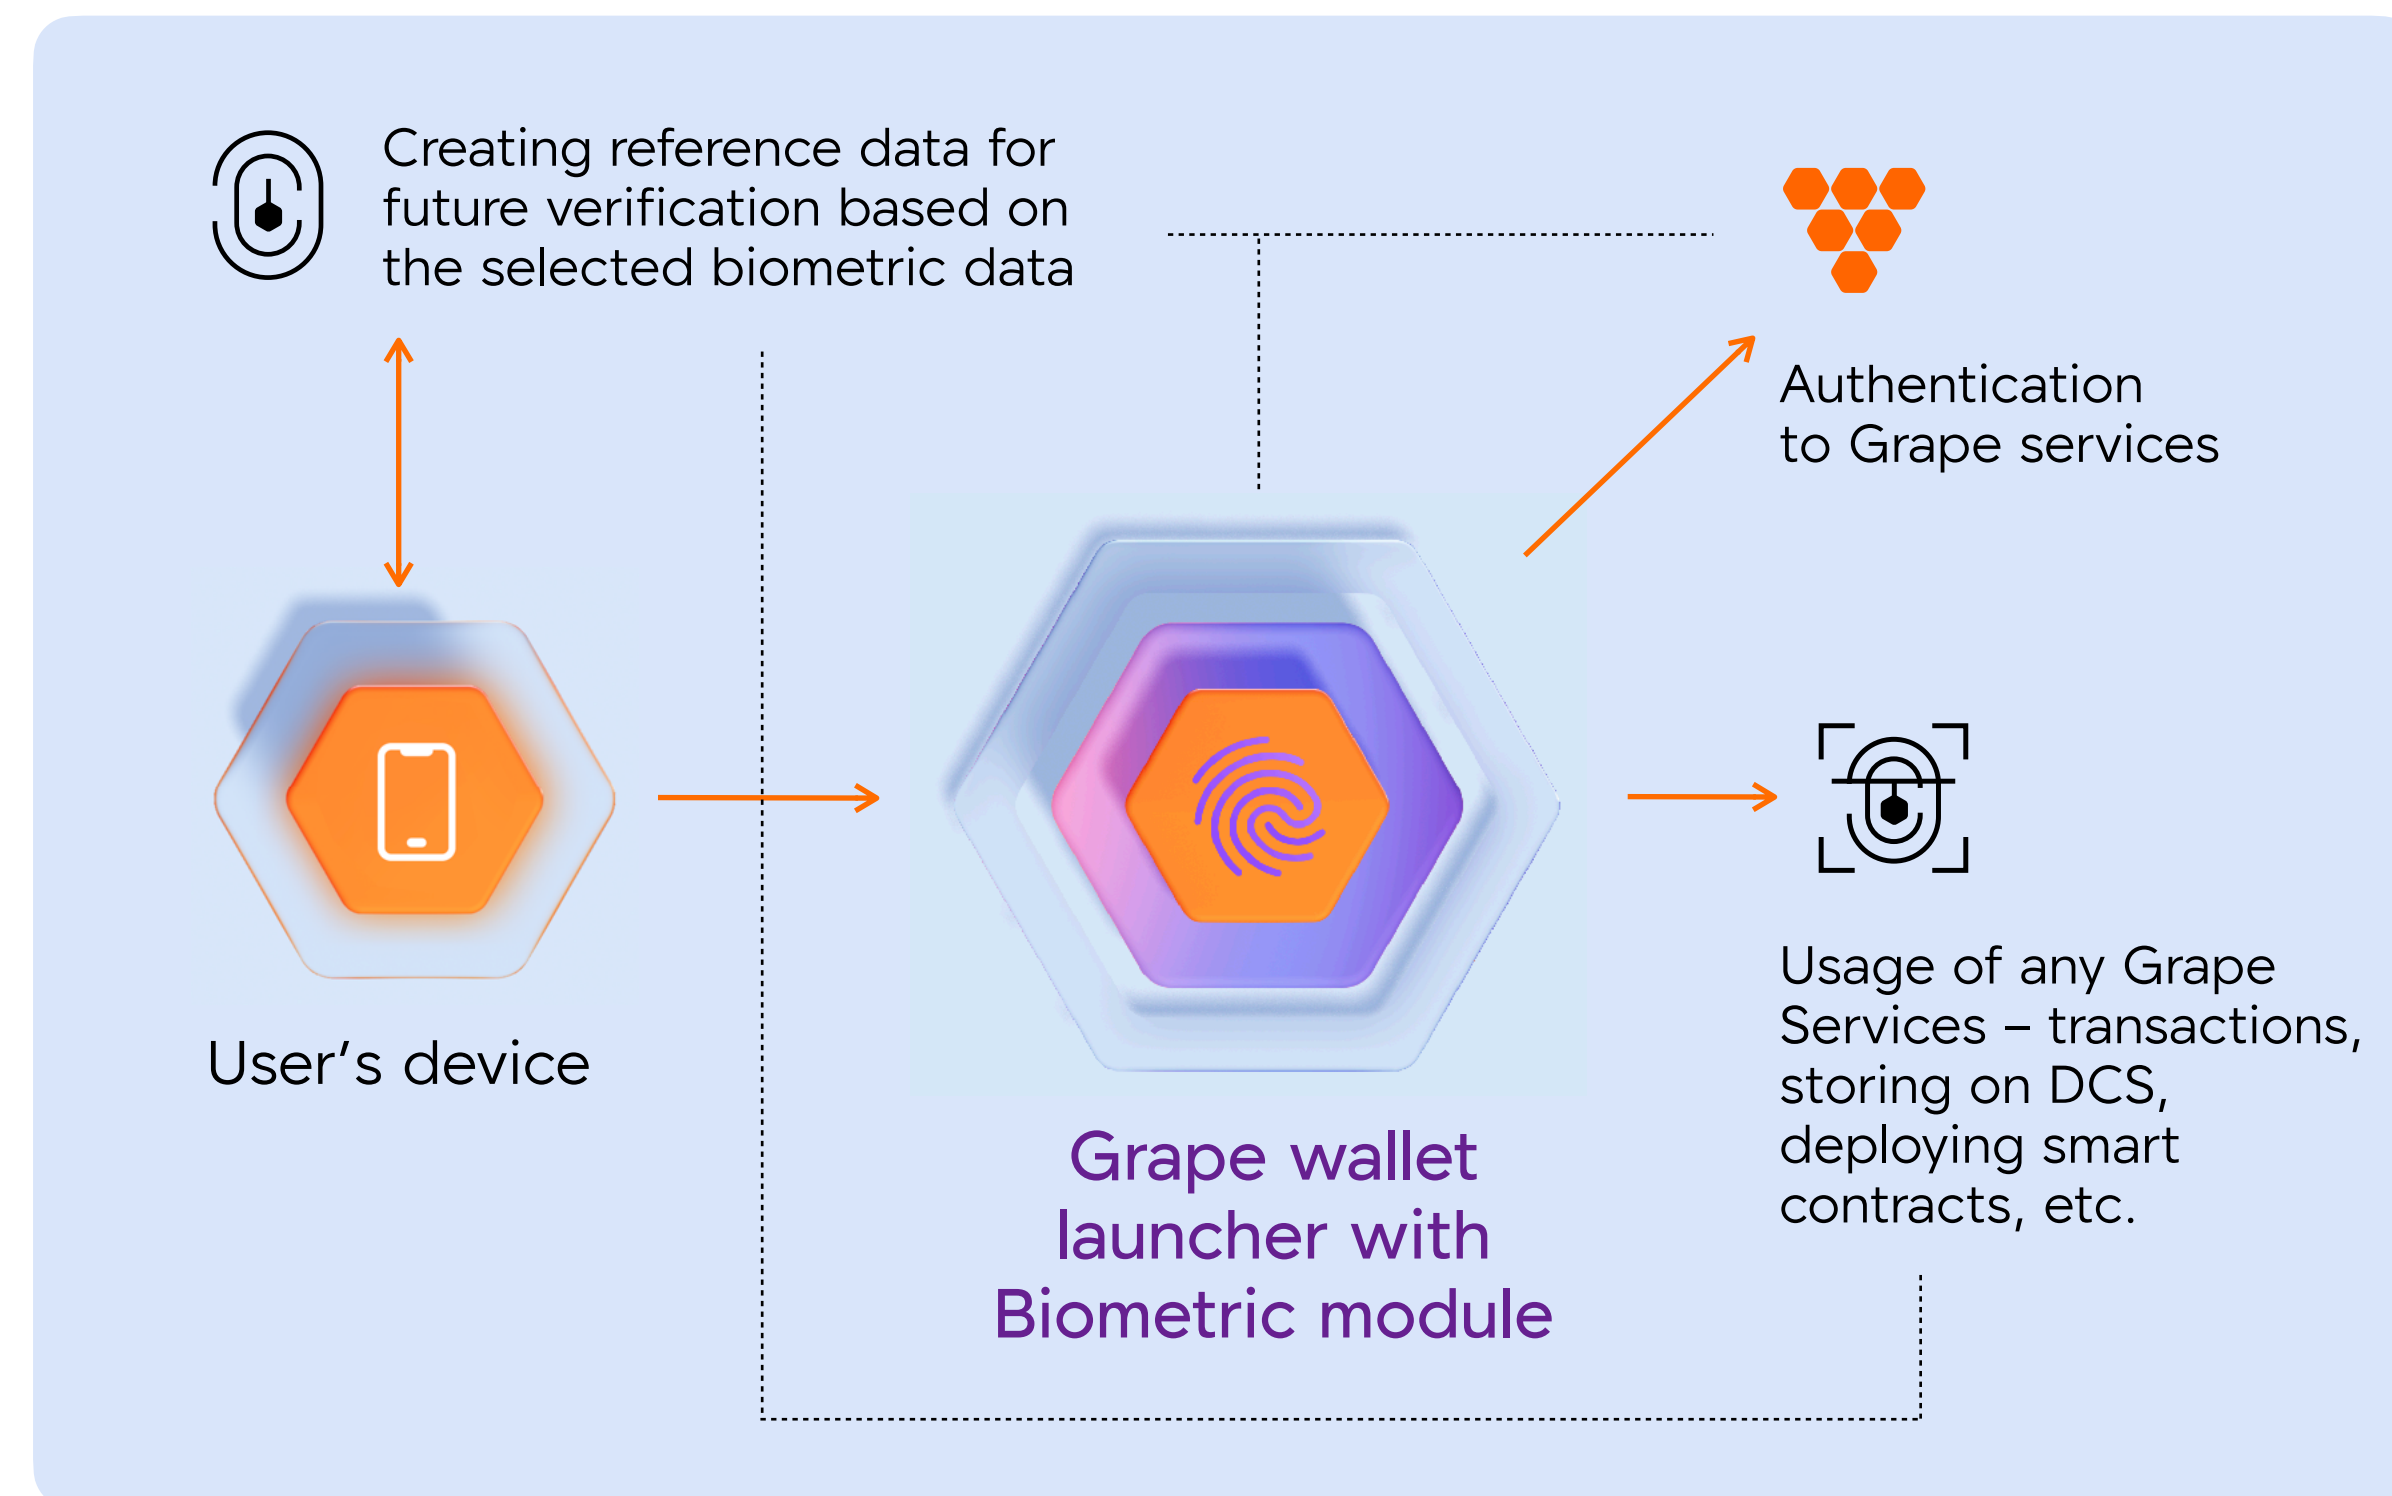 Creating reference data for
future verification based on
the selected biometric data
Authentication
to Grape services
User's device
Grape wallet
launcher with
Biometric module
Usage of any Grape
Services – transactions,
storing on DCS,
deploying smart
contracts, etc.